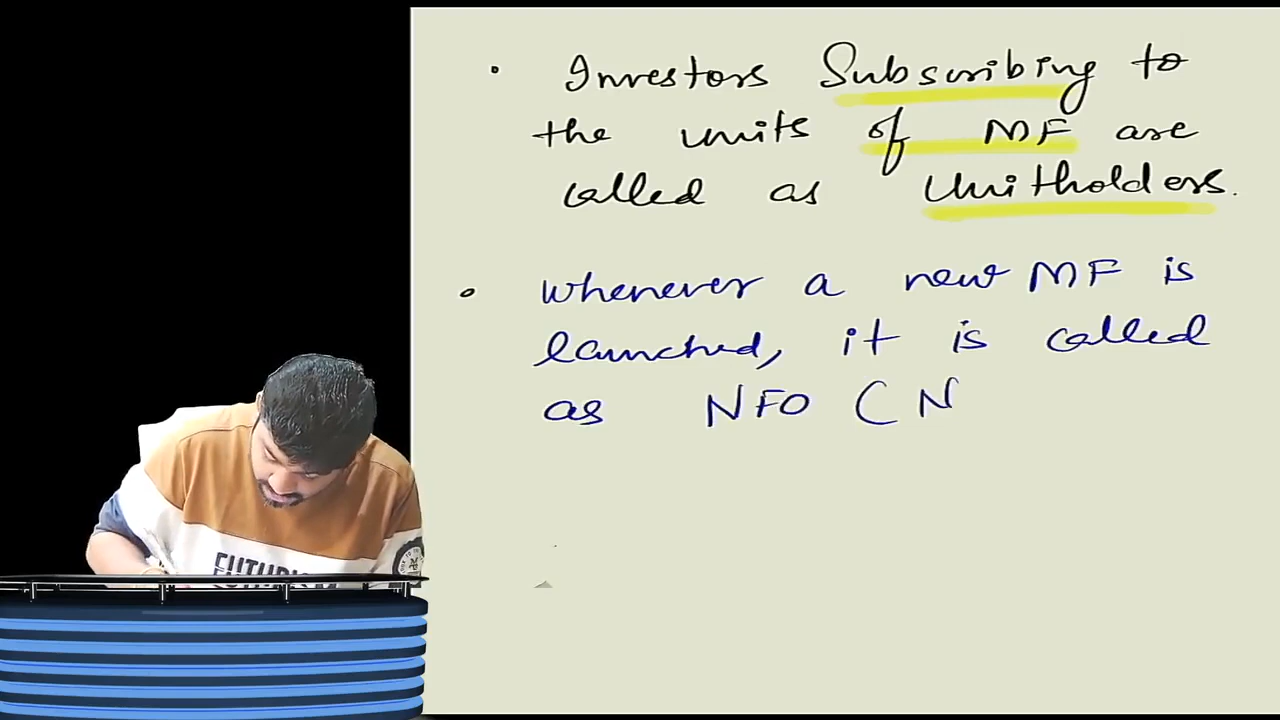 • Investors Subscribing to
the units of MF are
called as Unitholders.
• Whenever a new MF is
launched, it is called
as NFO ( N